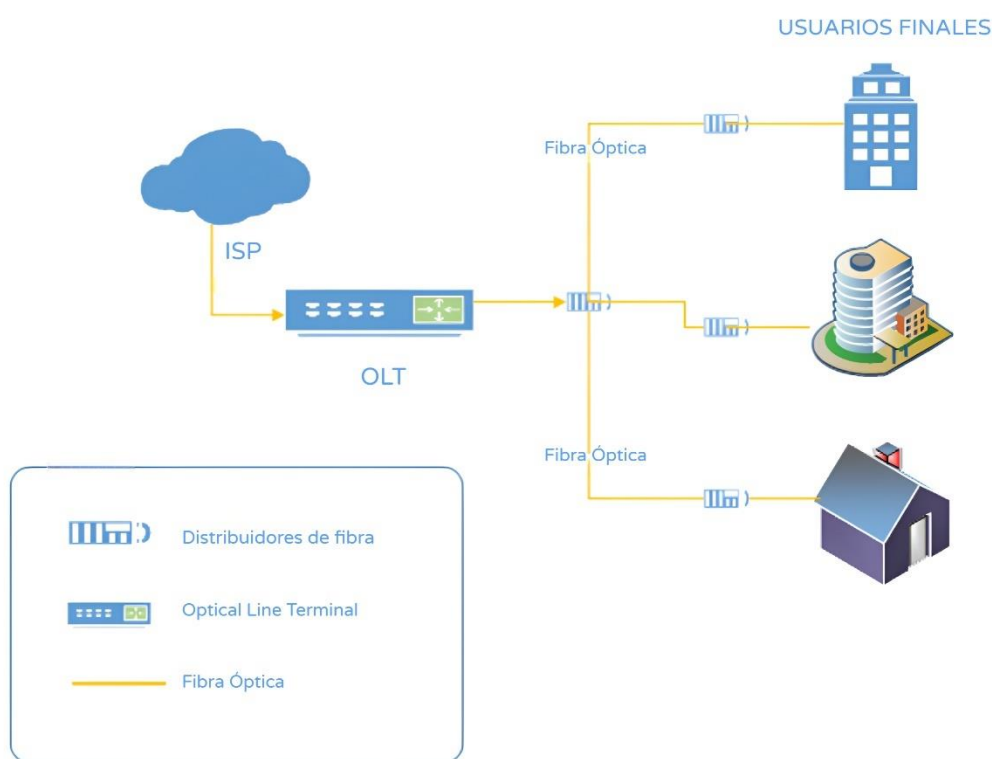 USUARIOS FINALES
Fibra Óptica
ISP
OLT
Fibra Óptica
Distribuidores de fibra
Optical Line Terminal
Fibra Óptica